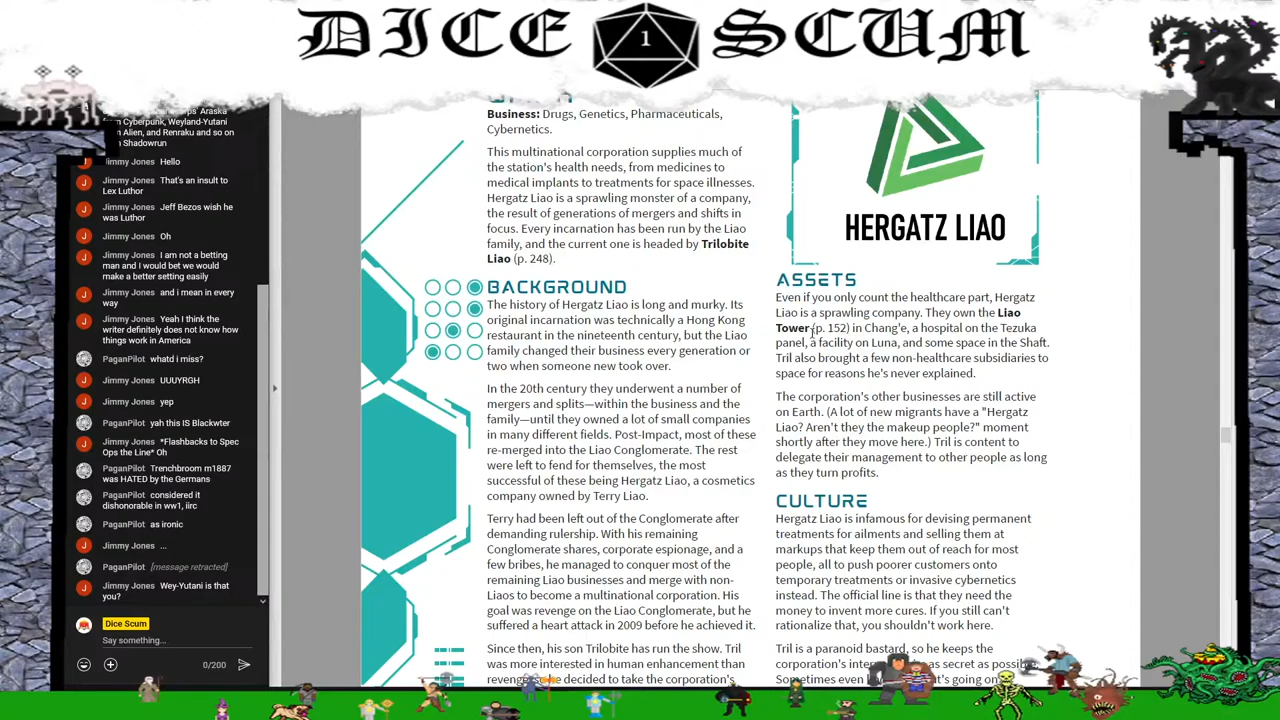 DICE 1 SCUM
Araska
Cyberpunk, Weyland-Yutani
Alien, and Renraku and so on
Shadowrun
Jimmy Jones Hello
Jimmy Jones That's an insult to
Lex Luthor
Jimmy Jones Jeff Bezos wish he
was Luthor
Jimmy Jones Oh
Jimmy Jones I am not a betting
man and I would bet we would
make a better setting easily
Jimmy Jones and i mean in every
way
Jimmy Jones Yeah I think the
writer definitely does not know how
things work in America
PaganPilot whatd i miss?
Jimmy Jones UUUYRGH
Jimmy Jones yep
PaganPilot yah this IS Blackwter
Jimmy Jones *Flashbacks to Spec
Ops the Line* Oh
PaganPilot Trenchbroom m1887
was HATED by the Germans
PaganPilot considered it
dishonorable in ww1, iirc
PaganPilot as ironic
Jimmy Jones ...
PaganPilot [message retracted]
Jimmy Jones Wey-Yutani is that
you?
Dice Scum
Say something...
0/200
Business: Drugs, Genetics, Pharmaceuticals,
Cybernetics.
This multinational corporation supplies much of
the station's health needs, from medicines to
medical implants to treatments for space illnesses.
Hergatz Liao is a sprawling monster of a company,
the result of generations of mergers and shifts in
focus. Every incarnation has been run by the Liao
family, and the current one is headed by Trilobite
Liao (p. 248).
BACKGROUND
The history of Hergatz Liao is long and murky. Its
original incarnation was technically a Hong Kong
restaurant in the nineteenth century, but the Liao
family changed their business every generation or
two when someone new took over.
In the 20th century they underwent a number of
mergers and splits—within the business and the
family—until they owned a lot of small companies
in many different fields. Post-Impact, most of these
re-merged into the Liao Conglomerate. The rest
were left to fend for themselves, the most
successful of these being Hergatz Liao, a cosmetics
company owned by Terry Liao.
Terry had been left out of the Conglomerate after
demanding rulership. With his remaining
Conglomerate shares, corporate espionage, and a
few bribes, he managed to conquer most of the
remaining Liao businesses and merge with non-
Liaos to become a multinational corporation. His
goal was revenge on the Liao Conglomerate, but he
suffered a heart attack in 2009 before he achieved it.
Since then, his son Trilobite has run the show. Tril
was more interested in human enhancement than
decided to take the corporation's
HERGATZ LIAO
ASSETS
Even if you only count the healthcare part, Hergatz
Liao is a sprawling company. They own the Liao
Tower (p. 152) in Chang'e, a hospital on the Tezuka
panel, a facility on Luna, and some space in the Shaft.
Tril also brought a few non-healthcare subsidiaries to
space for reasons he's never explained.
The corporation's other businesses are still active
on Earth. (A lot of new migrants have a "Hergatz
Liao? Aren't they the makeup people?" moment
shortly after they move here.) Tril is content to
delegate their management to other people as long
as they turn profits.
CULTURE
Hergatz Liao is infamous for devising permanent
treatments for ailments and selling them at
markups that keep them out of reach for most
people, all to push poorer customers onto
temporary treatments or invasive cybernetics
instead. The official line is that they need the
money to invent more cures. If you still can't
rationalize that, you shouldn't work here.
Tril is a paranoid bastard, so he keeps the
corporation's as secret as
Sometimes even going on